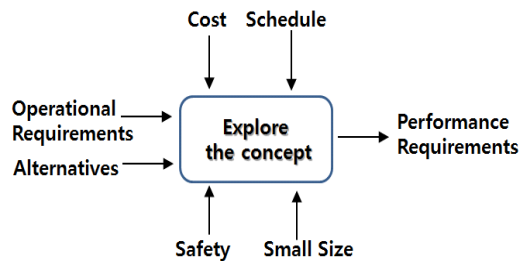 Cost Schedule
Operational
Requirements
Alternatives
Explore
the concept
Performance
Requirements
Safety Small Size